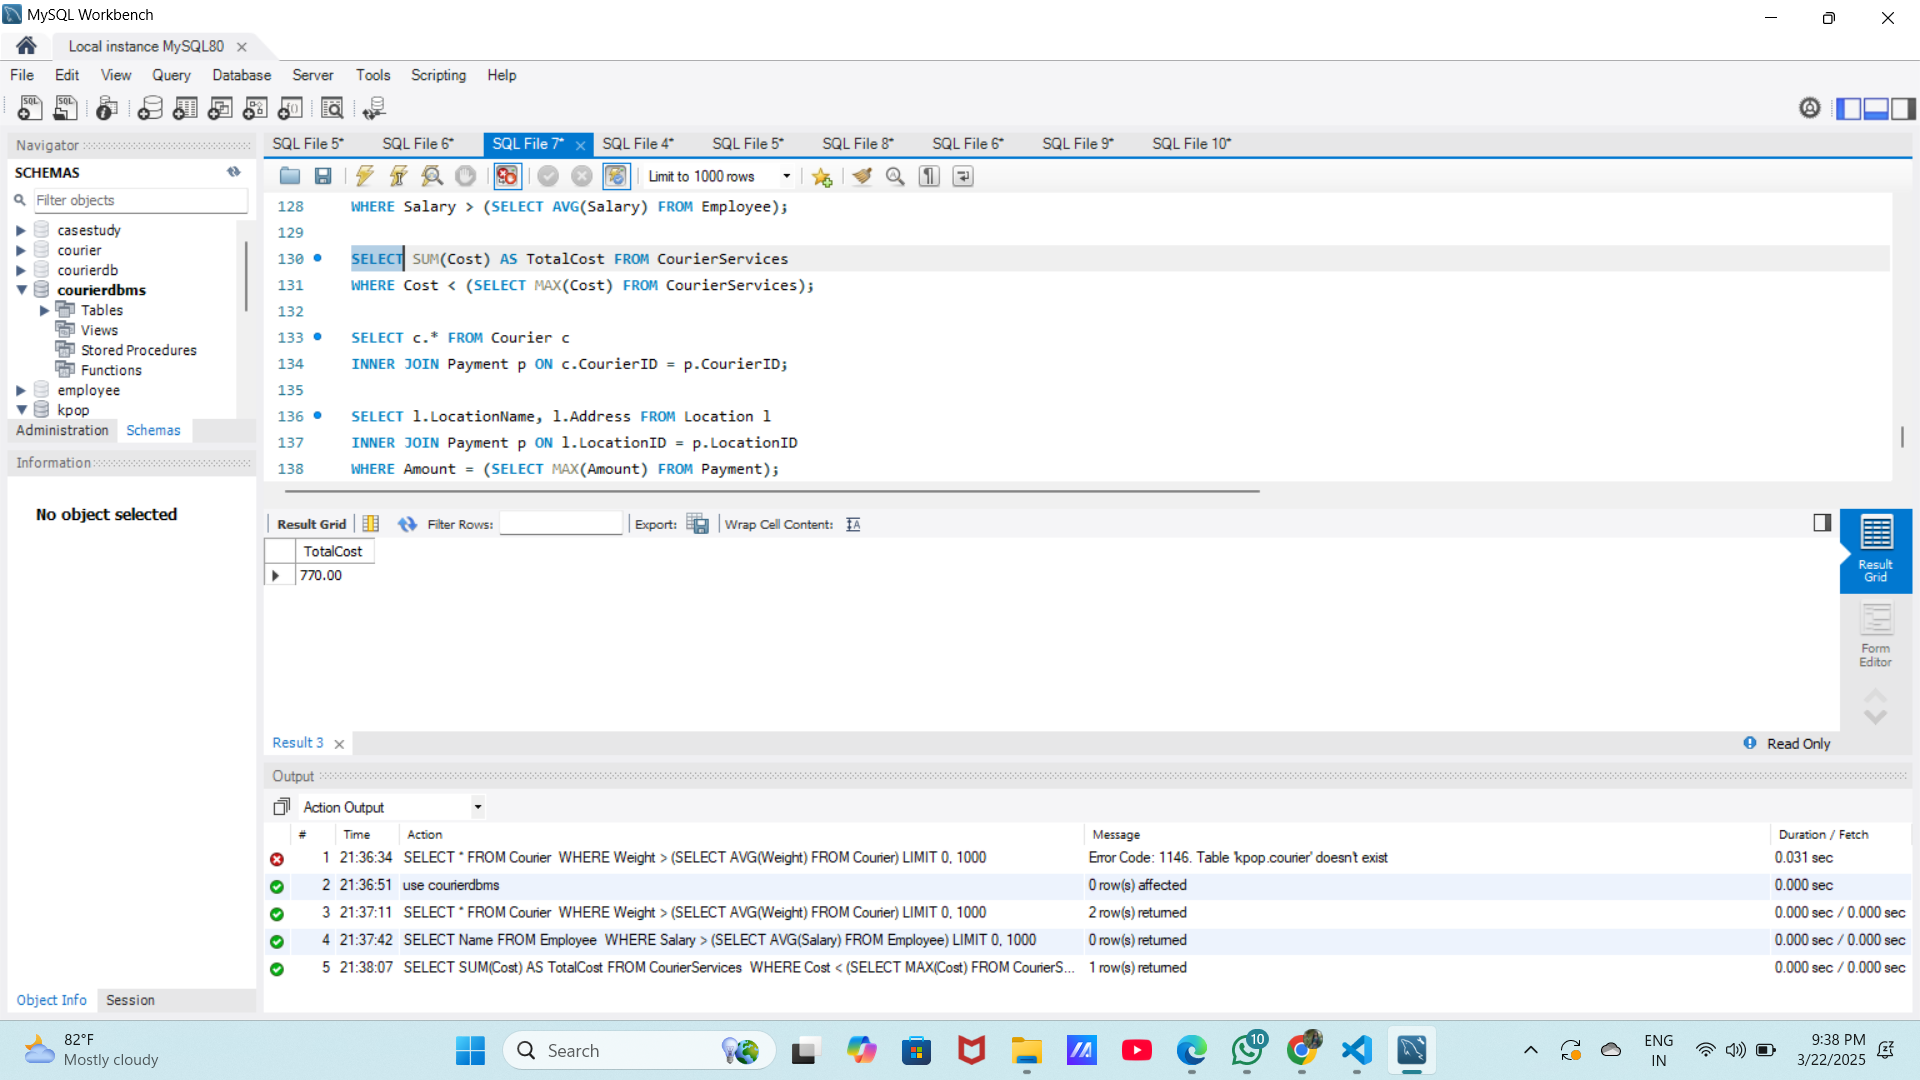 MySQL Workbench
Local instance MySQL80
File Edit View Query Database Server Tools Scripting Help
Navigator
SCHEMAS
Filter objects
casestudy
courier
courierdb
courierdbms
Tables
Views
Stored Procedures
Functions
employee
kpop
Administration Schemas
Information
No object selected
Object Info Session
SQL File 5* SQL File 6* SQL File 7* SQL File 4* SQL File 5* SQL File 8* SQL File 6* SQL File 9* SQL File 10*
Limit to 1000 rows
128 WHERE Salary > (SELECT AVG(Salary) FROM Employee);
129
130 SELECT SUM(Cost) AS TotalCost FROM CourierServices
131 WHERE Cost < (SELECT MAX(Cost) FROM CourierServices);
132
133 SELECT c.* FROM Courier c
134 INNER JOIN Payment p ON c.CourierID = p.CourierID;
135
136 SELECT l.LocationName, l.Address FROM Location l
137 INNER JOIN Payment p ON l.LocationID = p.LocationID
138 WHERE Amount = (SELECT MAX(Amount) FROM Payment);
Result Grid Filter Rows: Export: Wrap Cell Content:
TotalCost
770.00
Result Grid
Form Editor
Result 3
Read Only
Output
Action Output
# Time Action Message Duration / Fetch
1 21:36:34 SELECT * FROM Courier WHERE Weight > (SELECT AVG(Weight) FROM Courier) LIMIT 0, 1000 Error Code: 1146. Table 'kpop.courier' doesn't exist 0.031 sec
2 21:36:51 use courierdbms 0 row(s) affected 0.000 sec
3 21:37:11 SELECT * FROM Courier WHERE Weight > (SELECT AVG(Weight) FROM Courier) LIMIT 0, 1000 2 row(s) returned 0.000 sec / 0.000 sec
4 21:37:42 SELECT Name FROM Employee WHERE Salary > (SELECT AVG(Salary) FROM Employee) LIMIT 0, 1000 0 row(s) returned 0.000 sec / 0.000 sec
5 21:38:07 SELECT SUM(Cost) AS TotalCost FROM CourierServices WHERE Cost < (SELECT MAX(Cost) FROM CourierS... 1 row(s) returned 0.000 sec / 0.000 sec
82°F
Mostly cloudy
Search
10
ENG
IN
9:38 PM
3/22/2025